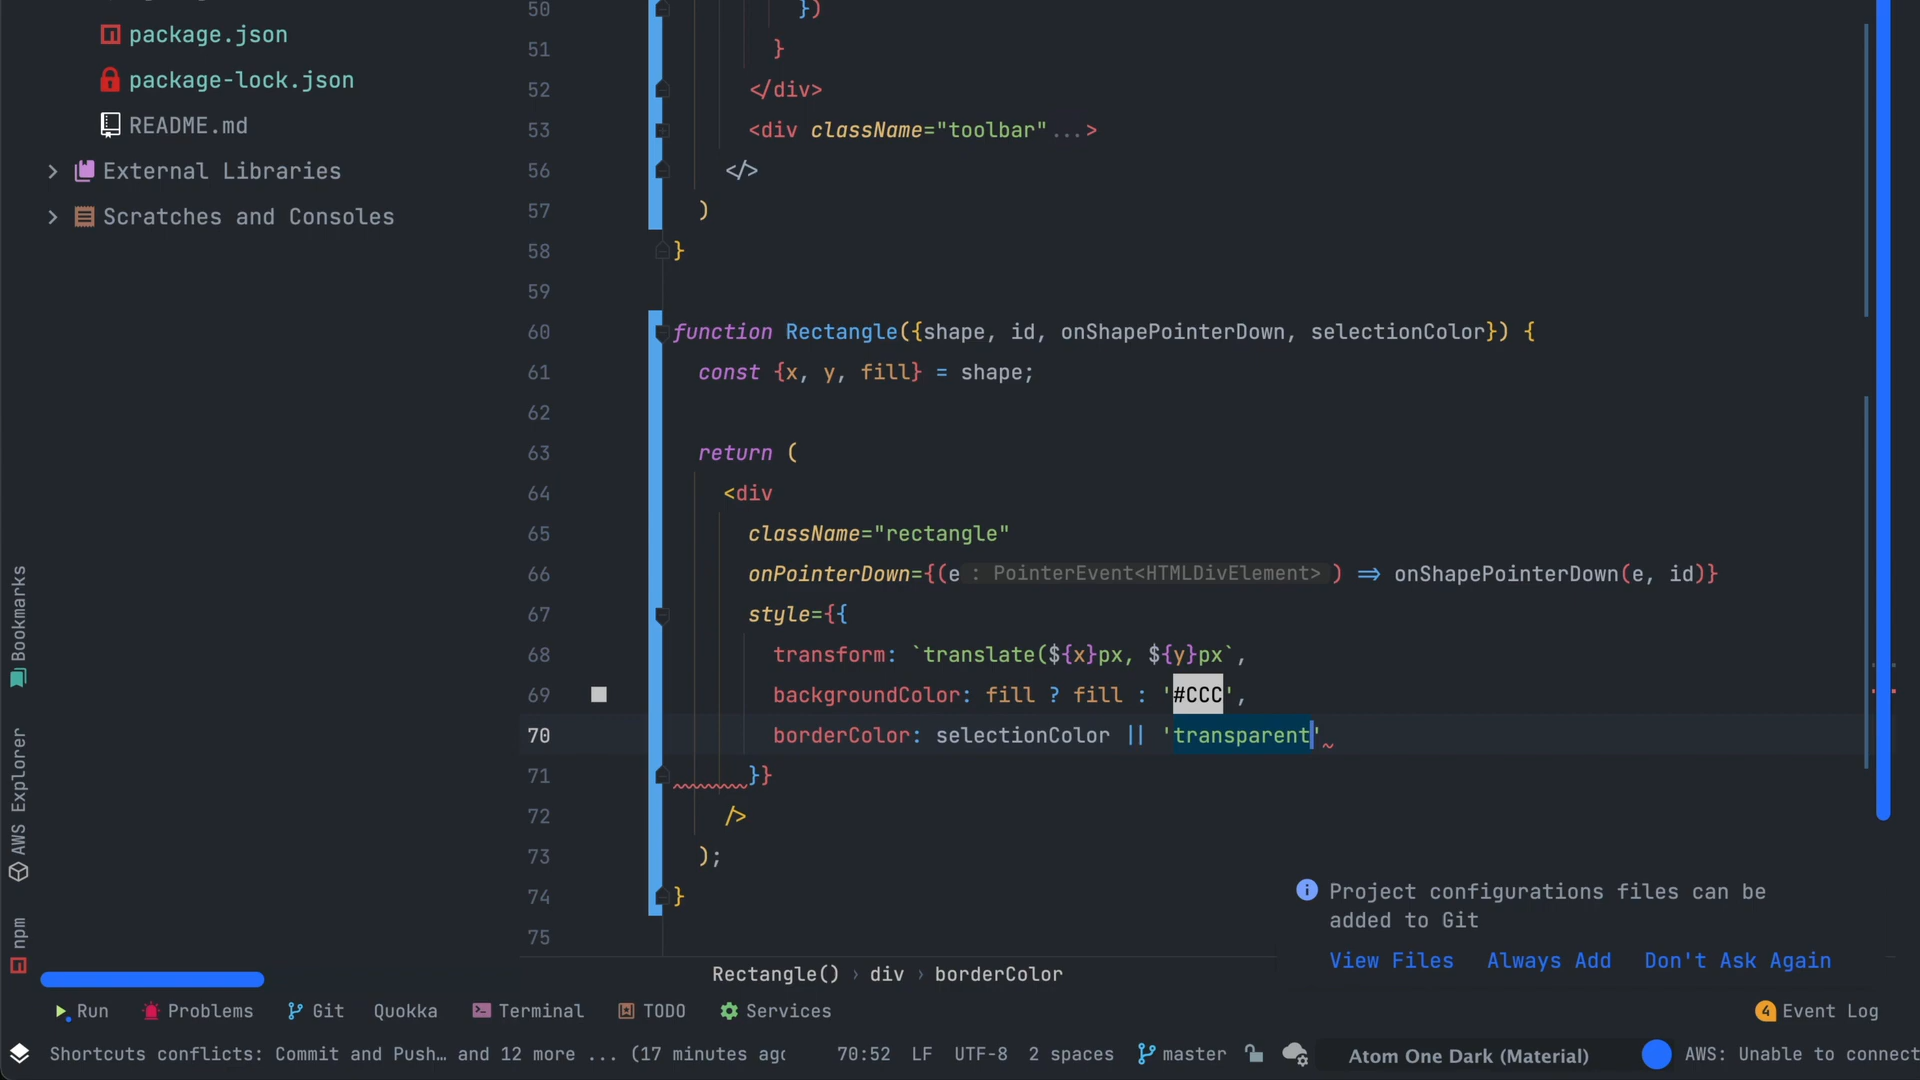 package.json
package-lock.json
README.md
External Libraries
Scratches and Consoles
Bookmarks
AWS Explorer
npm
50 })
51 }
52 </div>
53 <div className="toolbar"...>
56 </>
57 )
58 }
59
60 function Rectangle({shape, id, onShapePointerDown, selectionColor}) {
61 const {x, y, fill} = shape;
62
63 return (
64 <div
65 className="rectangle"
66 onPointerDown={(e : PointerEvent<HTMLDivElement> ) => onShapePointerDown(e, id)}
67 style={{
68 transform: `translate(${x}px, ${y}px`,
69 backgroundColor: fill ? fill : '#CCC',
70 borderColor: selectionColor || 'transparent'
71 }}
72 />
73 );
74 }
75
Project configurations files can be
added to Git
View Files Always Add Don't Ask Again
Rectangle() › div › borderColor
Run Problems Git Quokka Terminal TODO Services 4 Event Log
Shortcuts conflicts: Commit and Push… and 12 more ... (17 minutes ago 70:52 LF UTF-8 2 spaces master Atom One Dark (Material) AWS: Unable to connect